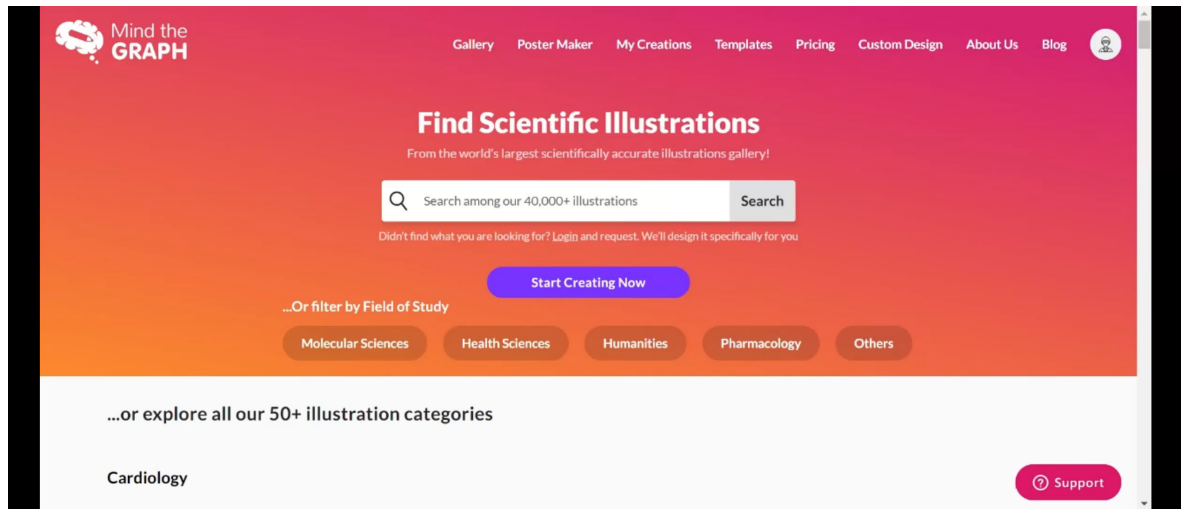 Mind the
GRAPH
Gallery Poster Maker My Creations Templates Pricing Custom Design About Us Blog
Find Scientific Illustrations
From the world's largest scientifically accurate illustrations gallery!
Search among our 40,000+ illustrations Search
Didn't find what you are looking for? Login and request. We'll design it specifically for you
Start Creating Now
...Or filter by Field of Study
Molecular Sciences Health Sciences Humanities Pharmacology Others
...or explore all our 50+ illustration categories
Cardiology
? Support